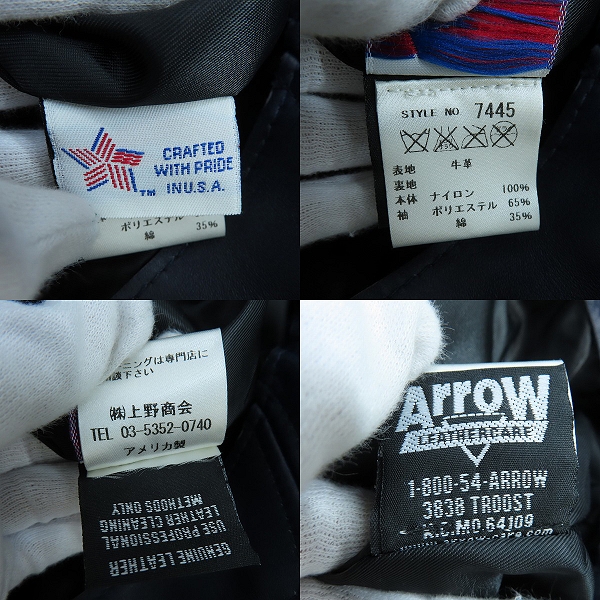 CRAFTED
WITH PRIDE
IN U.S.A.
TM
ポリエステル 65%
綿 35%
STYLE NO. 7445
表地 牛革
裏地
本体 ナイロン 100%
袖 ポリエステル 65%
綿 35%
ーニングは専門店に
談下さい
(株)上野商会
TEL 03-5352-0740
アメリカ製
GENUINE LEATHER
USE PROFESSIONAL
LEATHER CLEANING
METHODS ONLY
Arrow
LEATHERCARE
1-800-54-ARROW
3838 TROOST
K.C.MO.64109